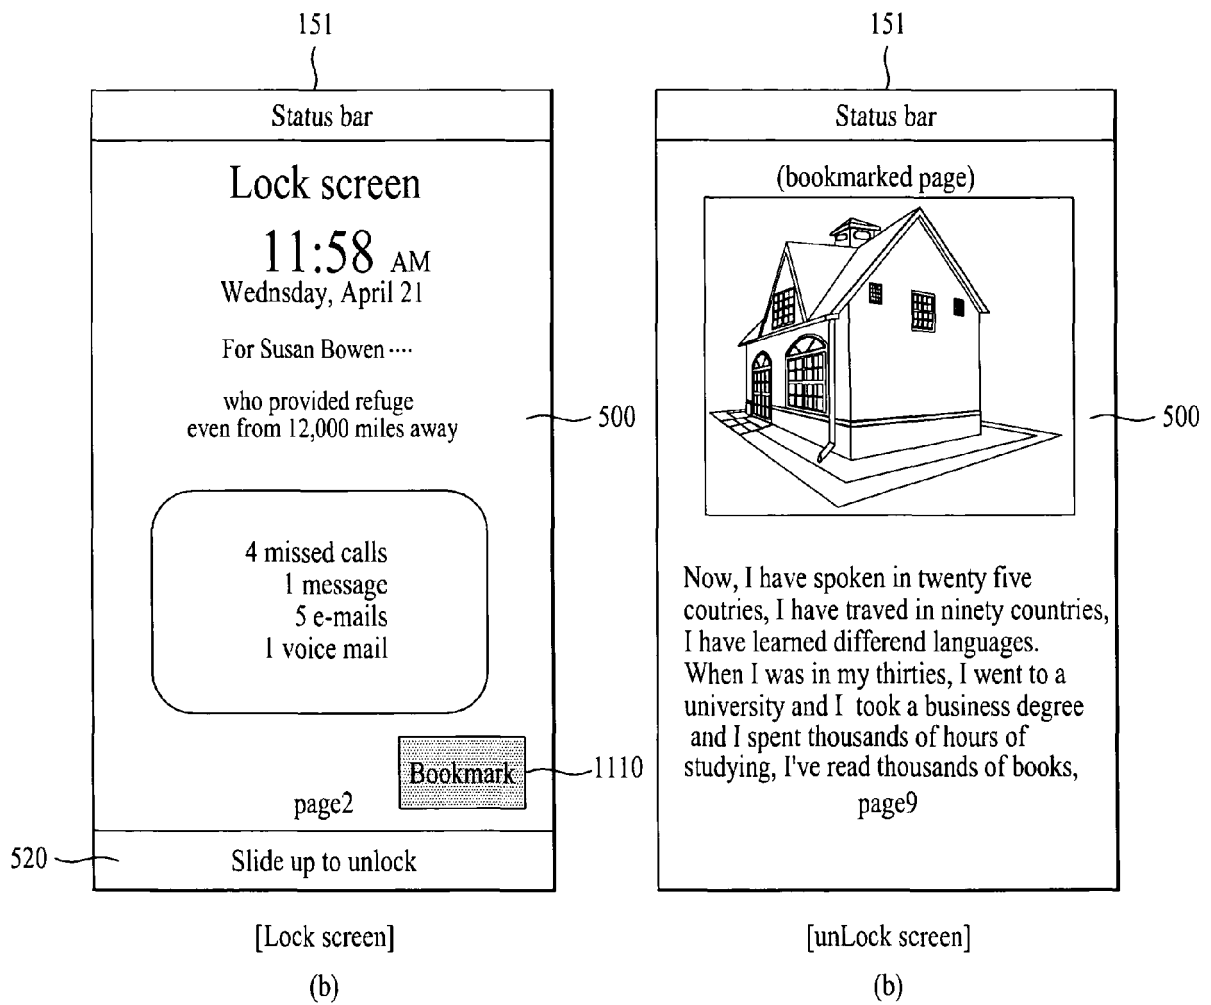 151
Status bar
Lock screen
11:58 AM
Wednsday, April 21
For Susan Bowen ····
who provided refuge
even from 12,000 miles away
500
4 missed calls
1 message
5 e-mails
1 voice mail
Bookmark
1110
page2
520
Slide up to unlock
[Lock screen]
(b)
151
Status bar
(bookmarked page)
500
Now, I have spoken in twenty five
coutries, I have traved in ninety countries,
I have learned differend languages.
When I was in my thirties, I went to a
university and I took a business degree
and I spent thousands of hours of
studying, I've read thousands of books,
page9
[unLock screen]
(b)